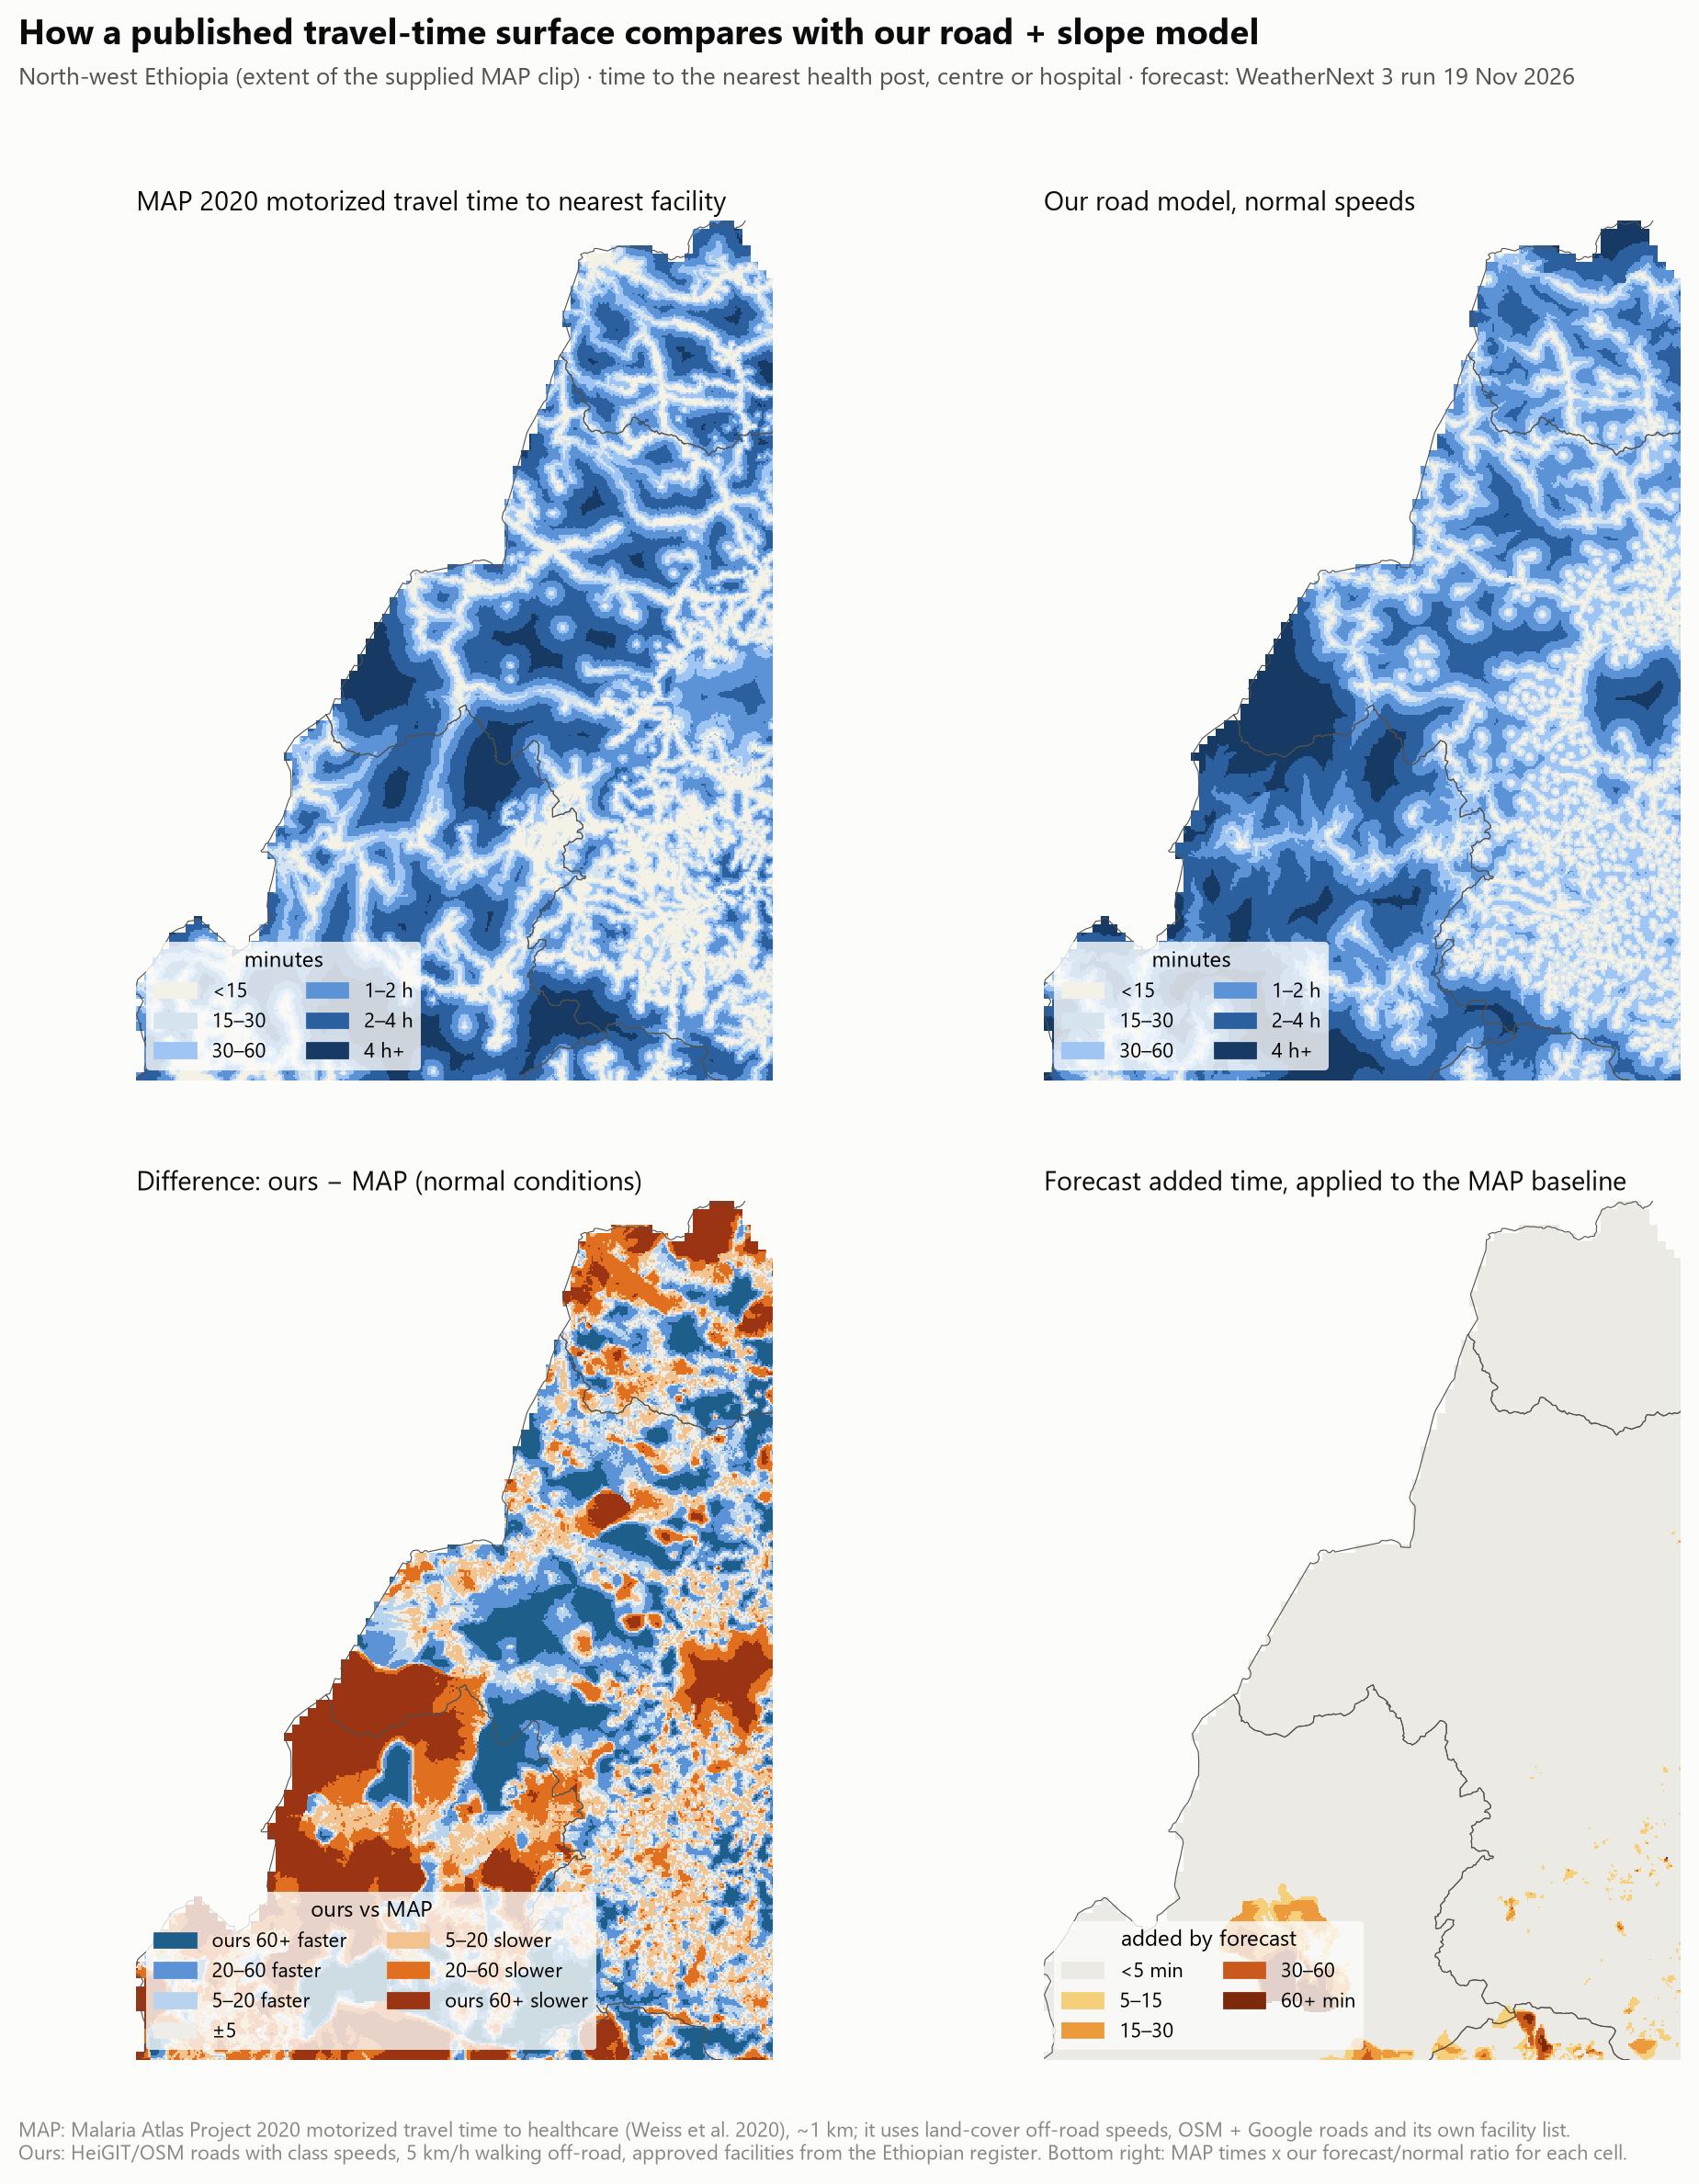 How a published travel-time surface compares with our road + slope model
North-west Ethiopia (extent of the supplied MAP clip) · time to the nearest health post, centre or hospital · forecast: WeatherNext 3 run 19 Nov 2026
MAP 2020 motorized travel time to nearest facility
minutes
<15
15–30
30–60
1–2 h
2–4 h
4 h+
Our road model, normal speeds
minutes
<15
15–30
30–60
1–2 h
2–4 h
4 h+
Difference: ours − MAP (normal conditions)
ours vs MAP
ours 60+ faster
20–60 faster
5–20 faster
±5
5–20 slower
20–60 slower
ours 60+ slower
Forecast added time, applied to the MAP baseline
added by forecast
<5 min
5–15
15–30
30–60
60+ min
MAP: Malaria Atlas Project 2020 motorized travel time to healthcare (Weiss et al. 2020), ~1 km; it uses land-cover off-road speeds, OSM + Google roads and its own facility list.
Ours: HeiGIT/OSM roads with class speeds, 5 km/h walking off-road, approved facilities from the Ethiopian register. Bottom right: MAP times x our forecast/normal ratio for each cell.